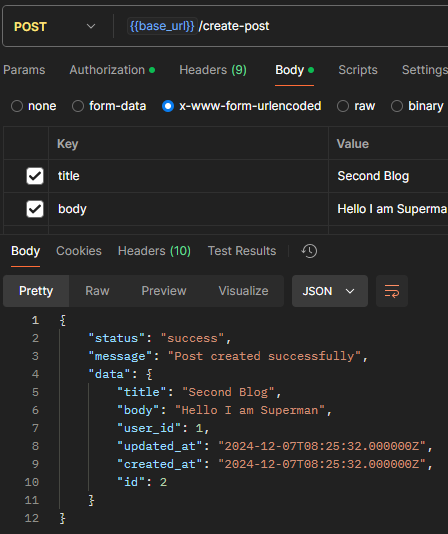 POST {{base_url}} /create-post
Params Authorization Headers (9) Body Scripts Settings
none form-data x-www-form-urlencoded raw binary
Key Value
title Second Blog
body Hello I am Superma
Body Cookies Headers (10) Test Results
Pretty Raw Preview Visualize JSON
1 {
2 "status": "success",
3 "message": "Post created successfully",
4 "data": {
5 "title": "Second Blog",
6 "body": "Hello I am Superman",
7 "user_id": 1,
8 "updated_at": "2024-12-07T08:25:32.000000Z",
9 "created_at": "2024-12-07T08:25:32.000000Z",
10 "id": 2
11 }
12 }